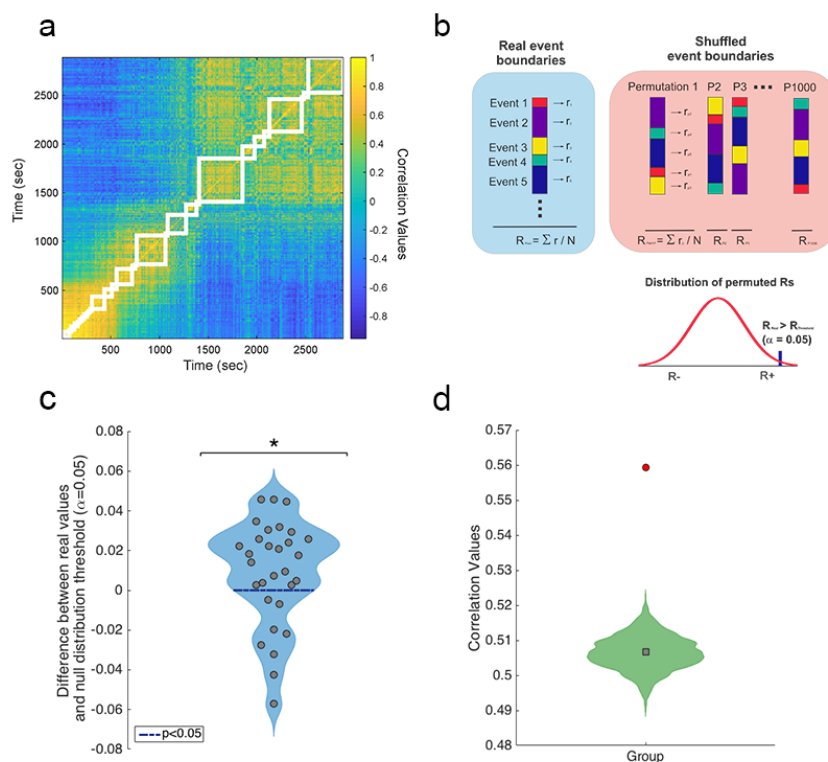 a
b
Real event
boundaries
Shuffled
event boundaries
Permutation 1 P2 P3 P1000
Event 1
Event 2
Event 3
Event 4
Event 5
= ∑ r / N
= ∑ r / N
Distribution of permuted Rs
(α = 0.05)
R-
R+
2500
2000
1500
1000
500
Time (sec)
500 1000 1500 2000 2500
Time (sec)
1
0.8
0.6
0.4
0.2
0
-0.2
-0.4
-0.6
-0.8
Correlation Values
c
0.08
0.06
0.04
0.02
0
-0.02
-0.04
-0.06
-0.08
Difference between real values
and null distribution threshold (α=0.05)
*
p<0.05
d
0.57
0.56
0.55
0.54
0.53
0.52
0.51
0.5
0.49
0.48
Correlation Values
Group